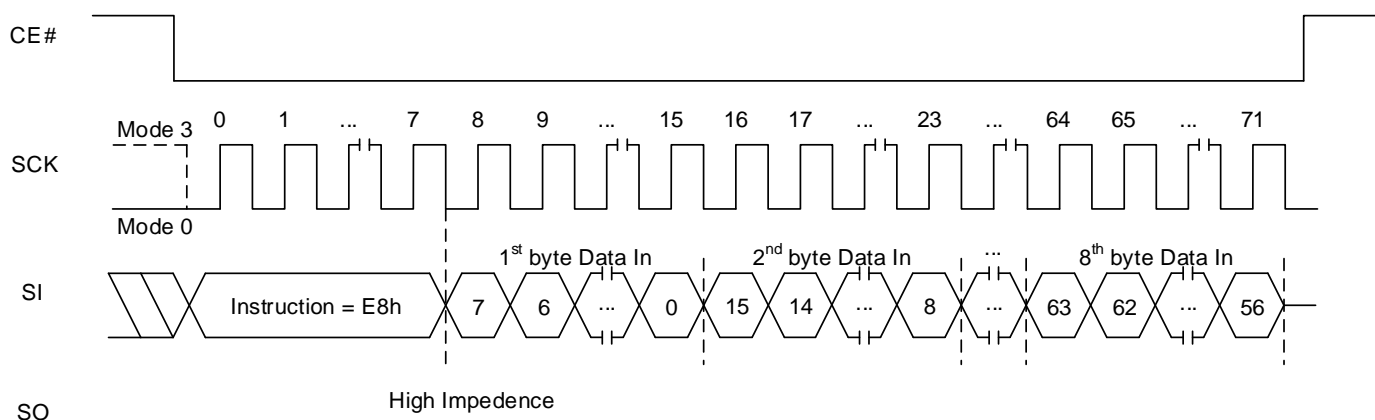 CE#
0 1 ... 7 8 9 ... 15 16 17 ... 23 ... 64 65 ... 71
Mode 3
SCK
Mode 0
1st byte Data In 2nd byte Data In ... 8th byte Data In
SI Instruction = E8h 7 6 ... 0 15 14 ... 8 ... 63 62 ... 56
High Impedence
SO